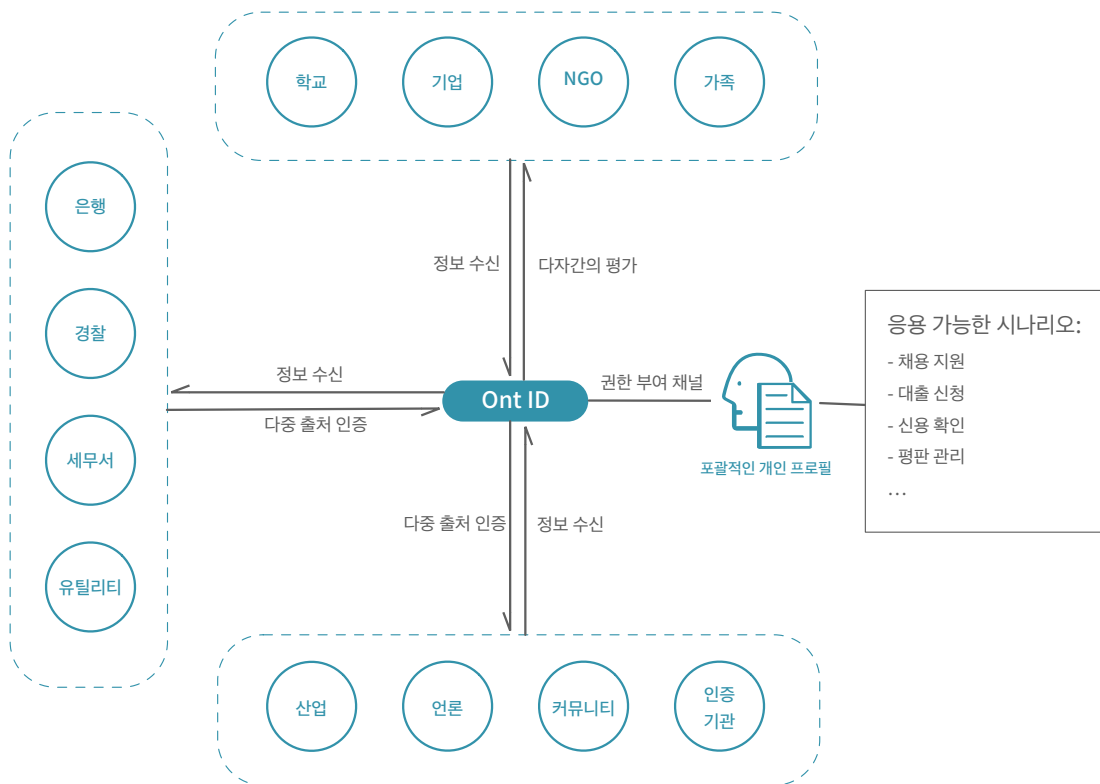 학교
기업
NGO
가족
은행
경찰
세무서
유틸리티
정보 수신
다자간의 평가
정보 수신
다중 출처 인증
Ont ID
권한 부여 채널
포괄적인 개인 프로필
응용 가능한 시나리오:
- 채용 지원
- 대출 신청
- 신용 확인
- 평판 관리
...
다중 출처 인증
정보 수신
산업
언론
커뮤니티
인증
기관